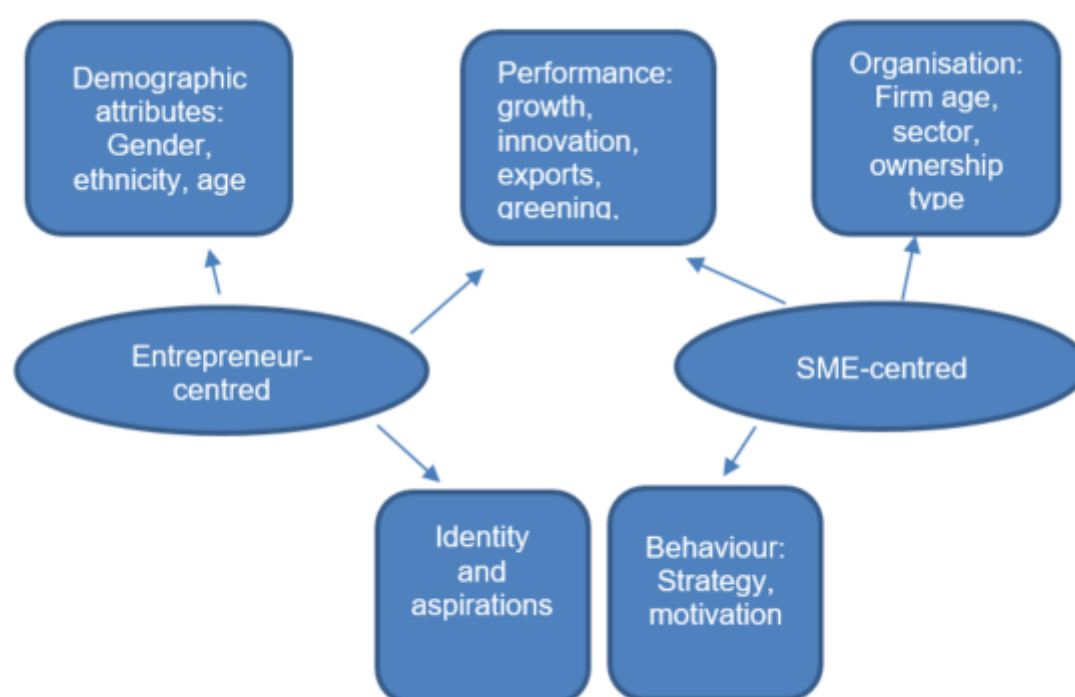 Demographic
attributes:
Gender,
ethnicity, age
Performance:
growth,
innovation,
exports,
greening.
Organisation:
Firm age,
sector,
ownership
type
Entrepreneur-
centred
SME-centred
Identity
and
aspirations
Behaviour:
Strategy,
motivation